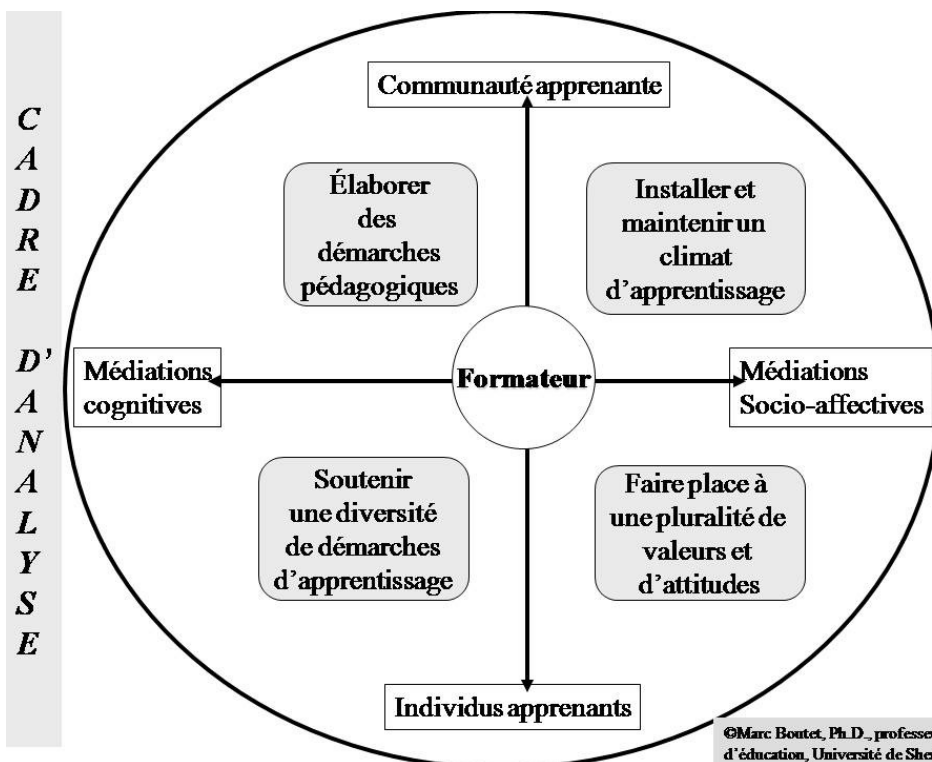 CADRE D'ANALYSE
Communauté apprenante
Élaborer
des
démarches
pédagogiques
Installer et
maintenir un
climat
d'apprentissage
Médiations
cognitives
Formateur
Médiations
Socio-affectives
Soutenir
une diversité
de démarches
d'apprentissage
Faire place à
une pluralité de
valeurs et
d'attitudes
Individus apprenants
©Marc Boutet, Ph.D., professe
d'éducation, Université de She